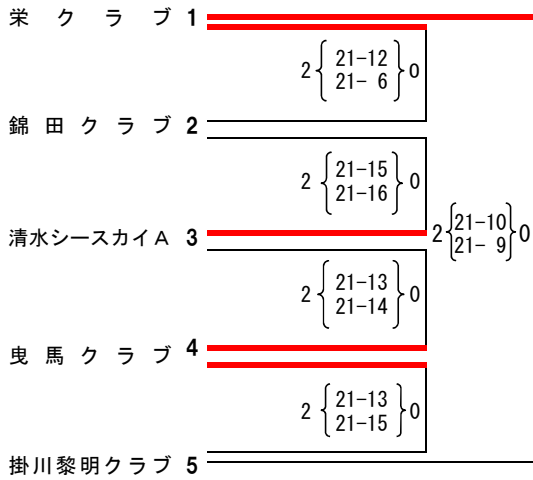 栄クラブ 1
2 { 21-12 } 0
21- 6
錦田クラブ 2
2 { 21-15 } 0
21-16
清水シースカイA 3
2 { 21-10 } 0
21- 9
2 { 21-13 } 0
21-14
曳馬クラブ 4
2 { 21-13 } 0
21-15
掛川黎明クラブ 5